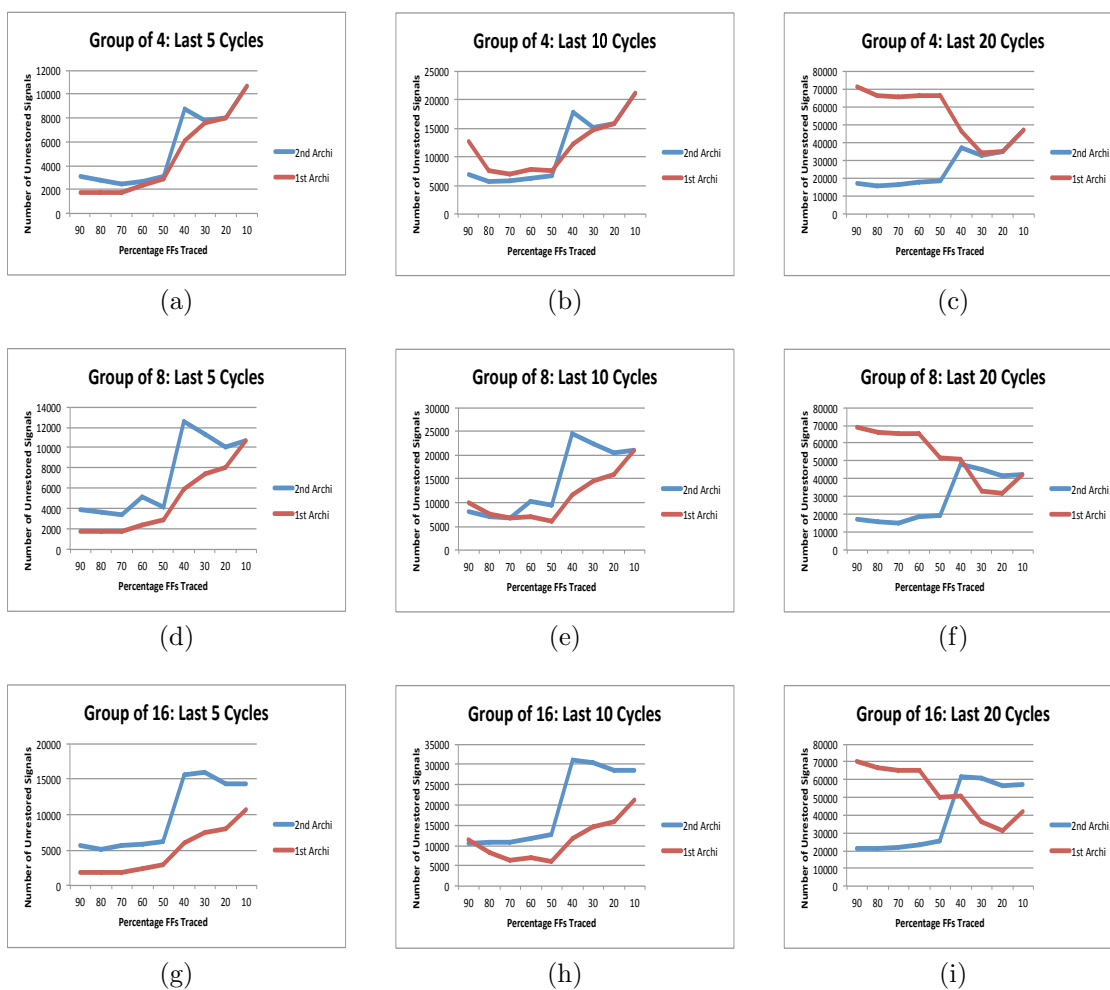 Group of 4: Last 5 Cycles
Number of Unrestored Signals
12000
10000
8000
6000
4000
2000
0
90 80 70 60 50 40 30 20 10
Percentage FFs Traced
2nd Archi
1st Archi
(a)
Group of 4: Last 10 Cycles
Number of Unrestored Signals
25000
20000
15000
10000
5000
0
90 80 70 60 50 40 30 20 10
Percentage FFs Traced
2nd Archi
1st Archi
(b)
Group of 4: Last 20 Cycles
Number of Unrestored Signals
80000
70000
60000
50000
40000
30000
20000
10000
0
90 80 70 60 50 40 30 20 10
Percentage FFs Traced
2nd Archi
1st Archi
(c)
Group of 8: Last 5 Cycles
Number of Unrestored Signals
14000
12000
10000
8000
6000
4000
2000
0
90 80 70 60 50 40 30 20 10
Percentage FFs Traced
2nd Archi
1st Archi
(d)
Group of 8: Last 10 Cycles
Number of Unrestored Signals
30000
25000
20000
15000
10000
5000
0
90 80 70 60 50 40 30 20 10
Percentage FFs Traced
2nd Archi
1st Archi
(e)
Group of 8: Last 20 Cycles
Number of Unrestored Signals
80000
70000
60000
50000
40000
30000
20000
10000
0
90 80 70 60 50 40 30 20 10
Percentage FFs Traced
2nd Archi
1st Archi
(f)
Group of 16: Last 5 Cycles
Number of Unrestored Signals
20000
15000
10000
5000
0
90 80 70 60 50 40 30 20 10
Percentage FFs Traced
2nd Archi
1st Archi
(g)
Group of 16: Last 10 Cycles
Number of Unrestored Signals
35000
30000
25000
20000
15000
10000
5000
0
90 80 70 60 50 40 30 20 10
Percentage FFs Traced
2nd Archi
1st Archi
(h)
Group of 16: Last 20 Cycles
Number of Unrestored Signals
80000
70000
60000
50000
40000
30000
20000
10000
0
90 80 70 60 50 40 30 20 10
Percentage FFs Traced
2nd Archi
1st Archi
(i)